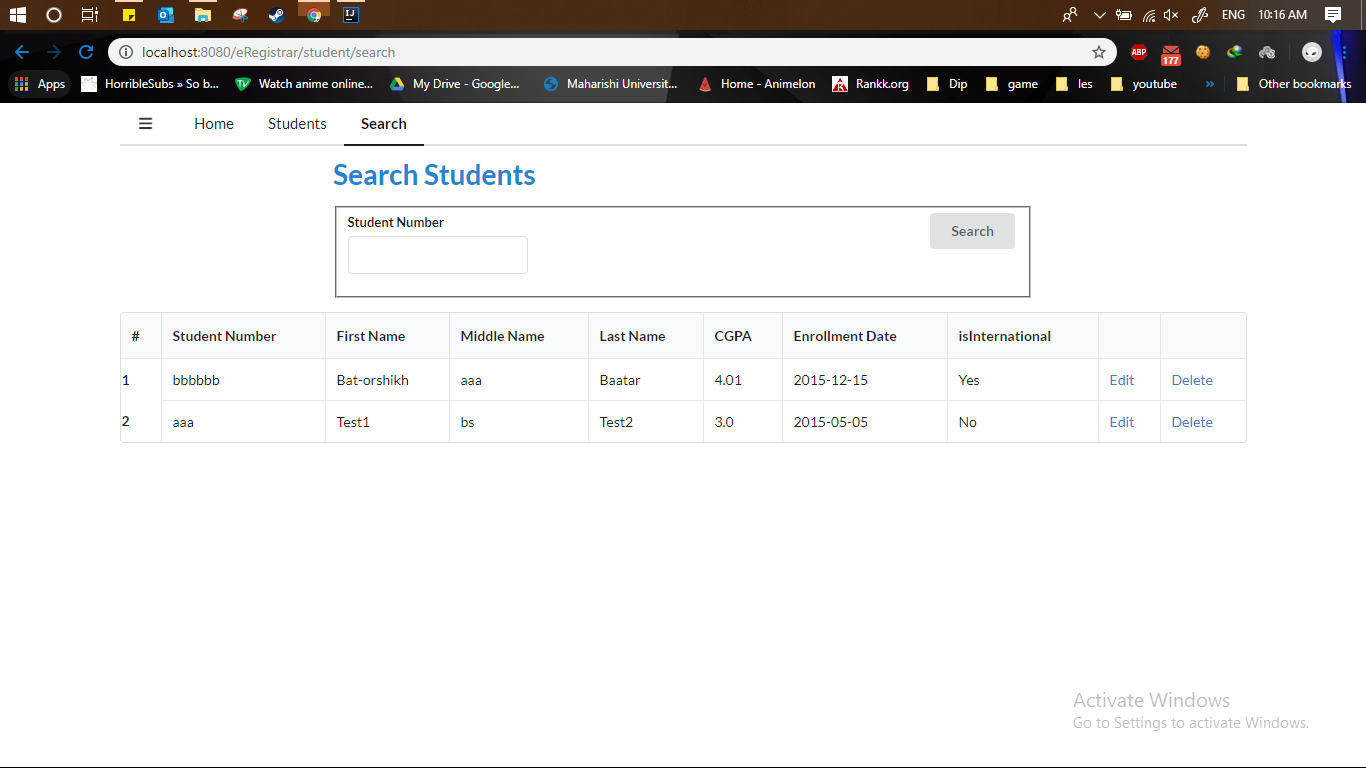 ENG 10:16 AM
localhost:8080/eRegistrar/student/search
ABP 177
Apps HorribleSubs » So b... Watch anime online... My Drive - Google... Maharishi Universit... Home - Animelon Rankk.org Dip game les youtube » Other bookmarks
Home Students Search
Search Students
Student Number Search
# Student Number First Name Middle Name Last Name CGPA Enrollment Date isInternational
1 bbbbbb Bat-orshikh aaa Baatar 4.01 2015-12-15 Yes Edit Delete
2 aaa Test1 bs Test2 3.0 2015-05-05 No Edit Delete
Activate Windows
Go to Settings to activate Windows.